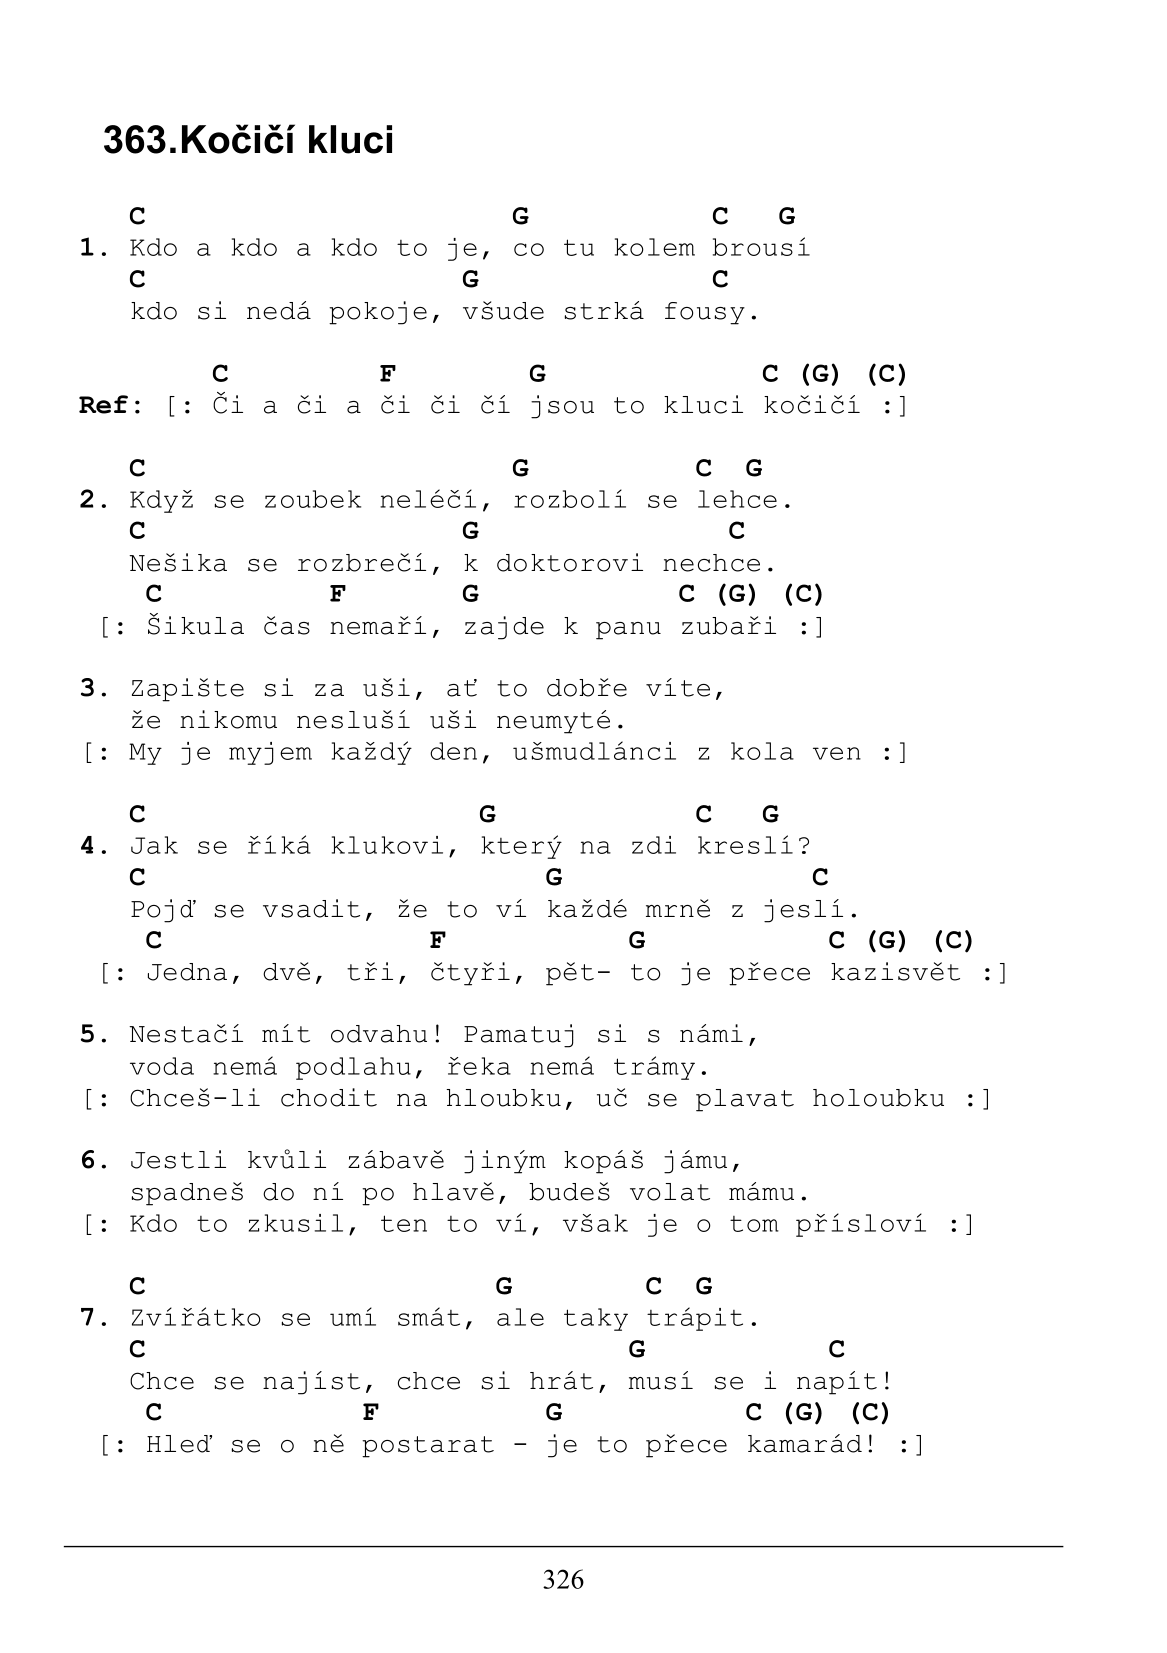 363.Kočičí kluci
C G C G
1. Kdo a kdo a kdo to je, co tu kolem brousí
C G C
kdo si nedá pokoje, všude strká fousy.
C F G C (G) (C)
Ref: [: Či a či a či či čí jsou to kluci kočičí :]
C G C G
2. Když se zoubek neléčí, rozbolí se lehce.
C G C
Nešika se rozbrečí, k doktorovi nechce.
C F G C (G) (C)
[: Šikula čas nemaří, zajde k panu zubaři :]
3. Zapište si za uši, ať to dobře víte,
že nikomu nesluší uši neumyté.
[: My je myjem každý den, ušmudlánci z kola ven :]
C G C G
4. Jak se říká klukovi, který na zdi kreslí?
C G C
Pojď se vsadit, že to ví každé mrně z jeslí.
C F G C (G) (C)
[: Jedna, dvě, tři, čtyři, pět- to je přece kazisvět :]
5. Nestačí mít odvahu! Pamatuj si s námi,
voda nemá podlahu, řeka nemá trámy.
[: Chceš-li chodit na hloubku, uč se plavat holoubku :]
6. Jestli kvůli zábavě jiným kopáš jámu,
spadneš do ní po hlavě, budeš volat mámu.
[: Kdo to zkusil, ten to ví, však je o tom přísloví :]
C G C G
7. Zvířátko se umí smát, ale taky trápit.
C G C
Chce se najíst, chce si hrát, musí se i napít!
C F G C (G) (C)
[: Hleď se o ně postarat - je to přece kamarád! :]
326